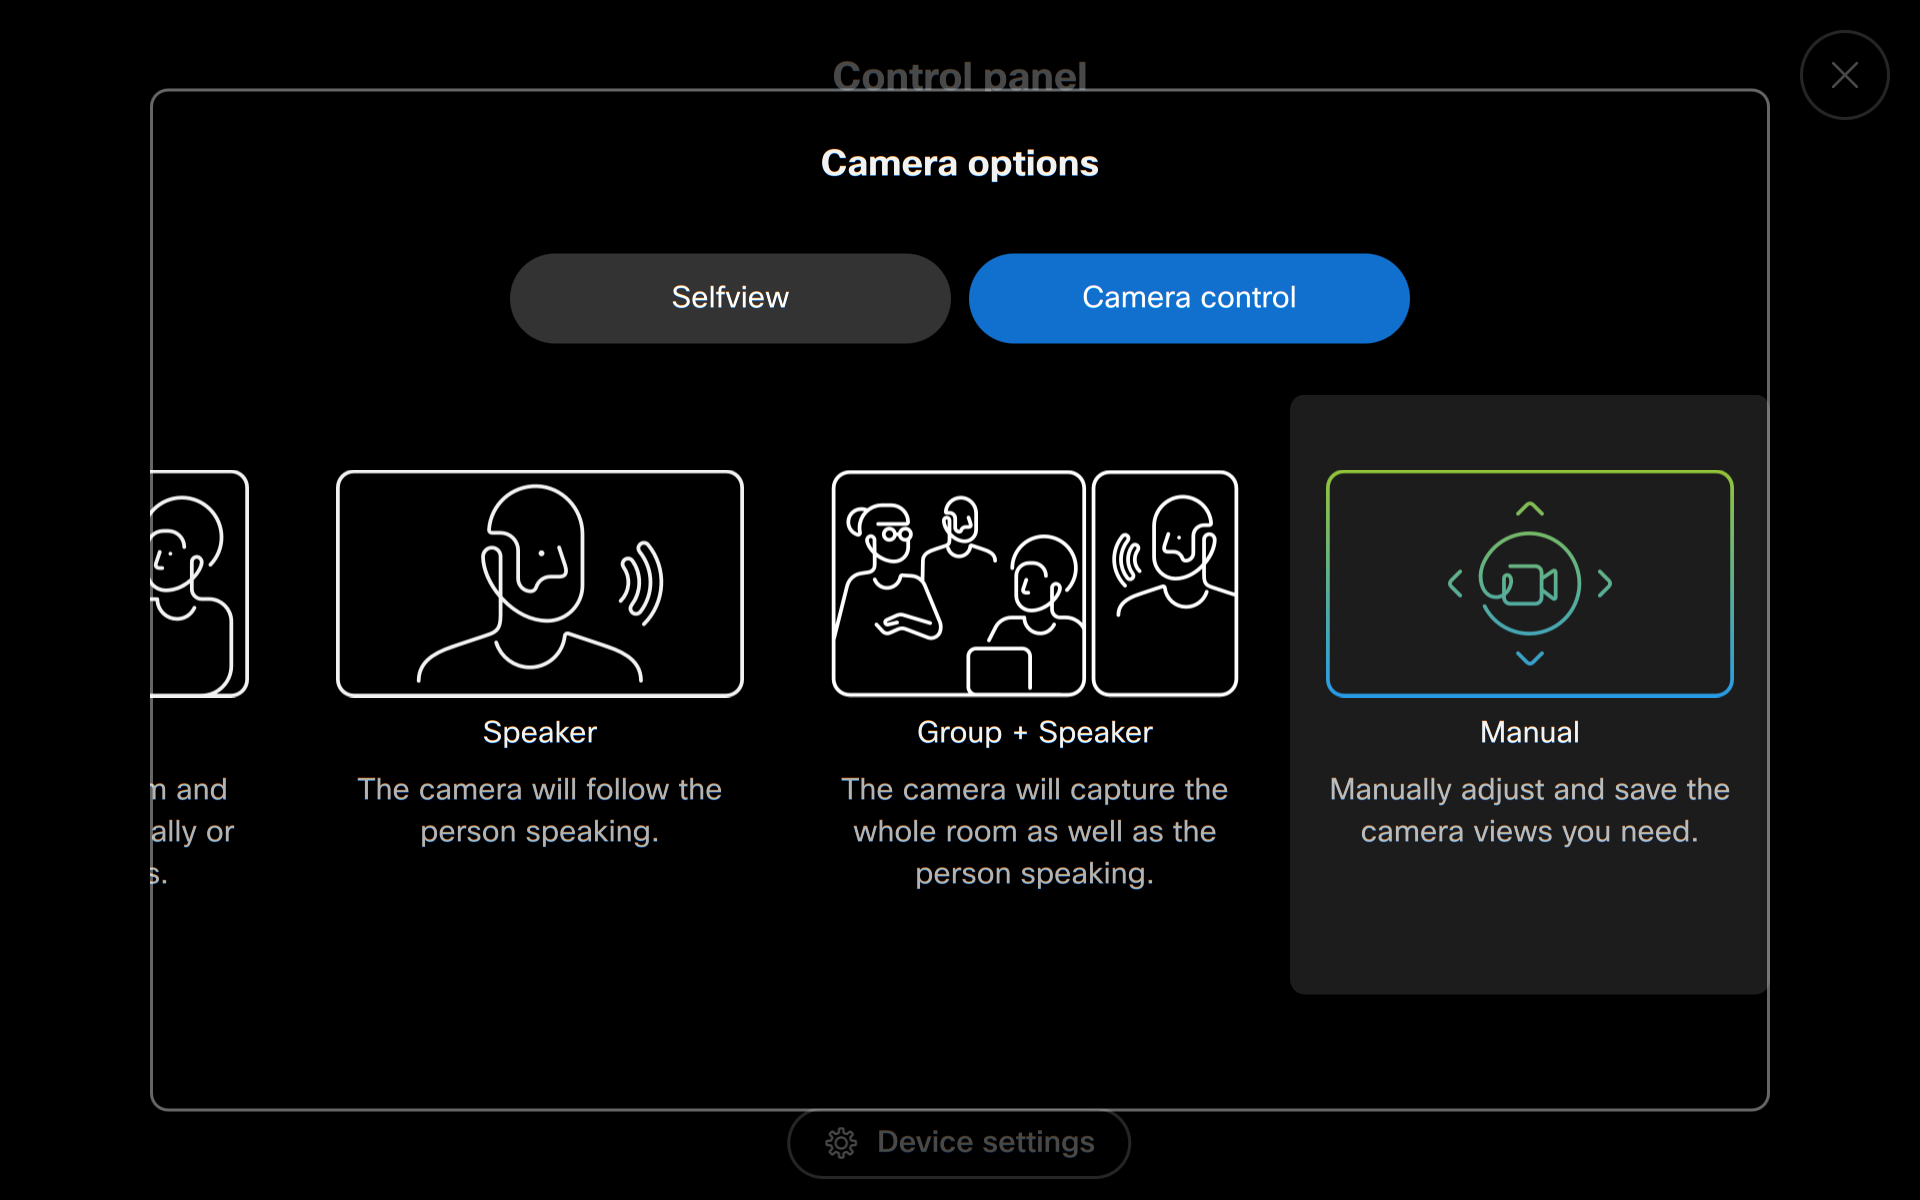 Control panel
Camera options
Selfview
Camera control
and
ally or
s.
Speaker
The camera will follow the
person speaking.
Group + Speaker
The camera will capture the
whole room as well as the
person speaking.
Manual
Manually adjust and save the
camera views you need.
Device settings